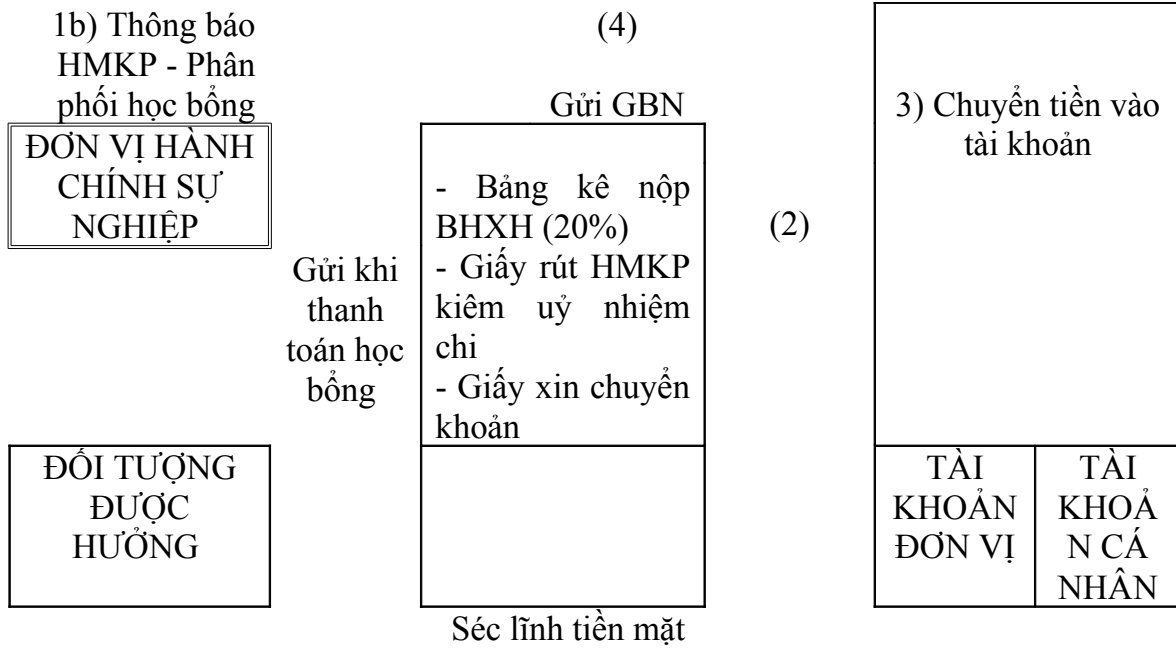 1b) Thông báo
HMKP - Phân
phối học bổng
(4)
Gửi GBN
3) Chuyển tiền vào
tài khoản
ĐƠN VỊ HÀNH
CHÍNH SỰ
NGHIỆP
- Bảng kê nộp
BHXH (20%)
- Giấy rút HMKP
kiêm uỷ nhiệm
chi
- Giấy xin chuyển
khoản
(2)
Gửi khi
thanh
toán học
bổng
ĐỐI TƯỢNG
ĐƯỢC
HƯỞNG
TÀI
KHOẢN
ĐƠN VỊ
TÀI
KHOẢ
N CÁ
NHÂN
Séc lĩnh tiền mặt